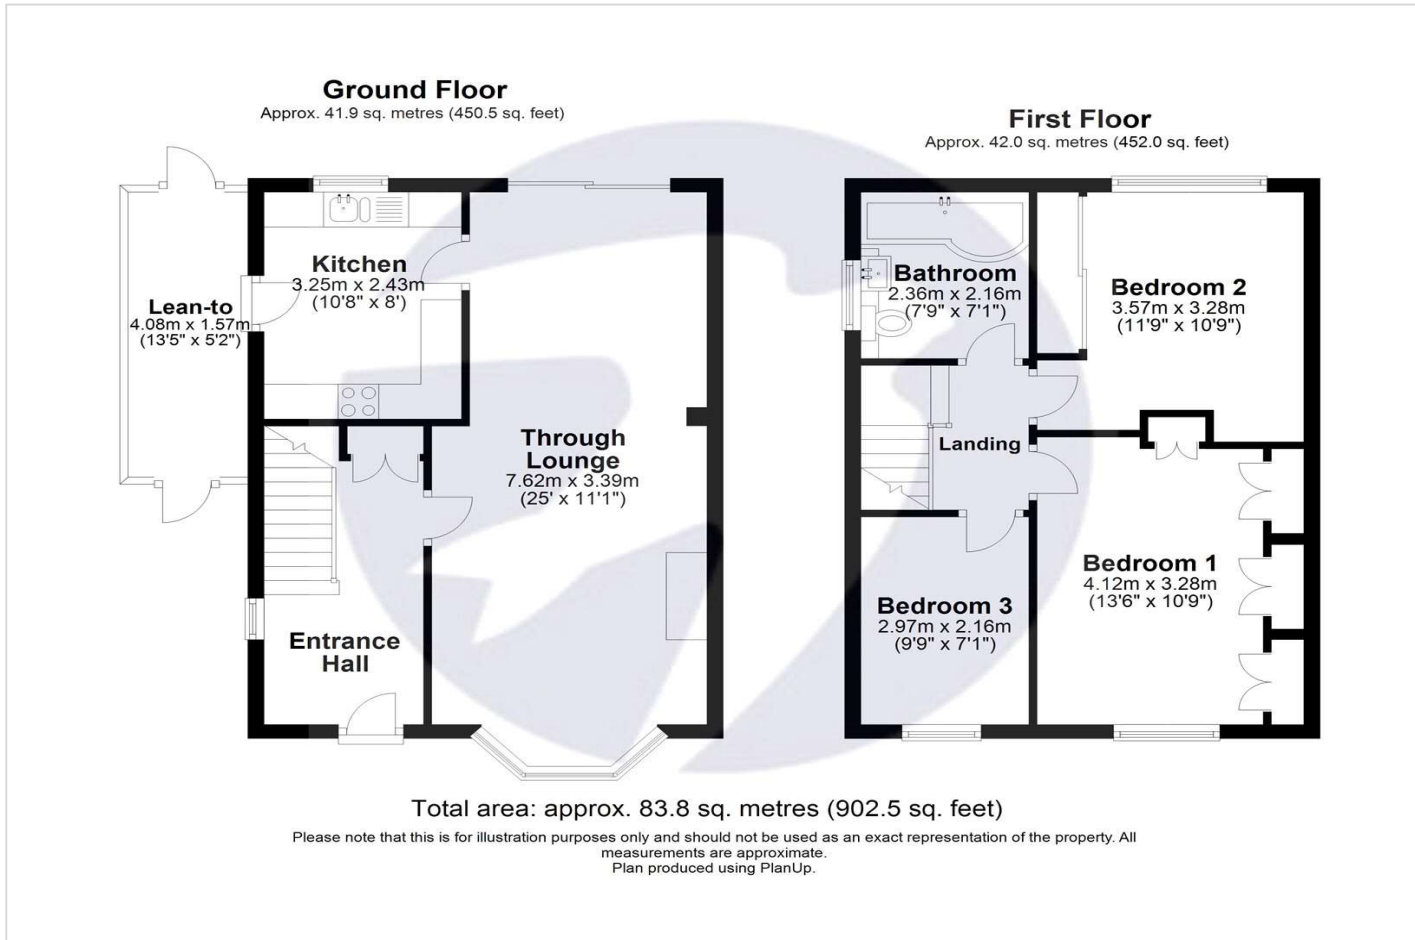 Ground Floor
Approx. 41.9 sq. metres (450.5 sq. feet)
Kitchen
3.25m x 2.43m
(10'8" x 8')
Lean-to
4.08m x 1.57m
(13'5" x 5'2")
Through
Lounge
7.62m x 3.39m
(25' x 11'1")
Entrance
Hall
First Floor
Approx. 42.0 sq. metres (452.0 sq. feet)
Bathroom
2.36m x 2.16m
(7'9" x 7'1")
Bedroom 2
3.57m x 3.28m
(11'9" x 10'9")
Landing
Bedroom 1
4.12m x 3.28m
(13'6" x 10'9")
Bedroom 3
2.97m x 2.16m
(9'9" x 7'1")
Total area: approx. 83.8 sq. metres (902.5 sq. feet)
Please note that this is for illustration purposes only and should not be used as an exact representation of the property. All
measurements are approximate.
Plan produced using PlanUp.